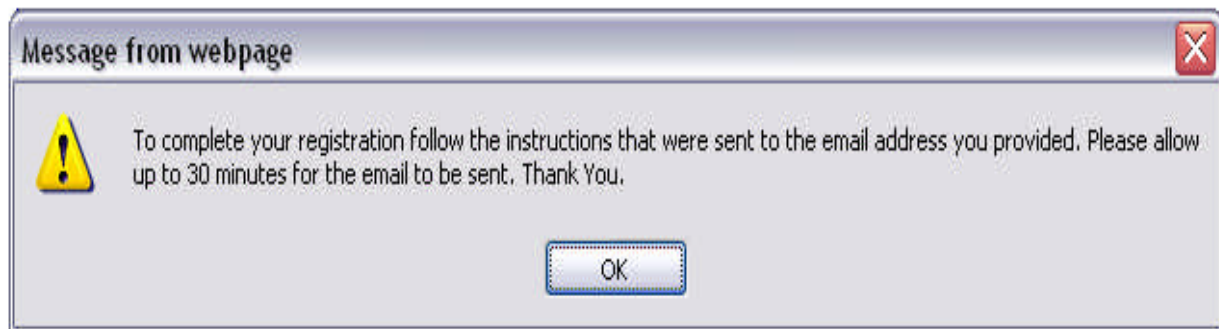 Message from webpage
To complete your registration follow the instructions that were sent to the email address you provided. Please allow
up to 30 minutes for the email to be sent. Thank You.
OK